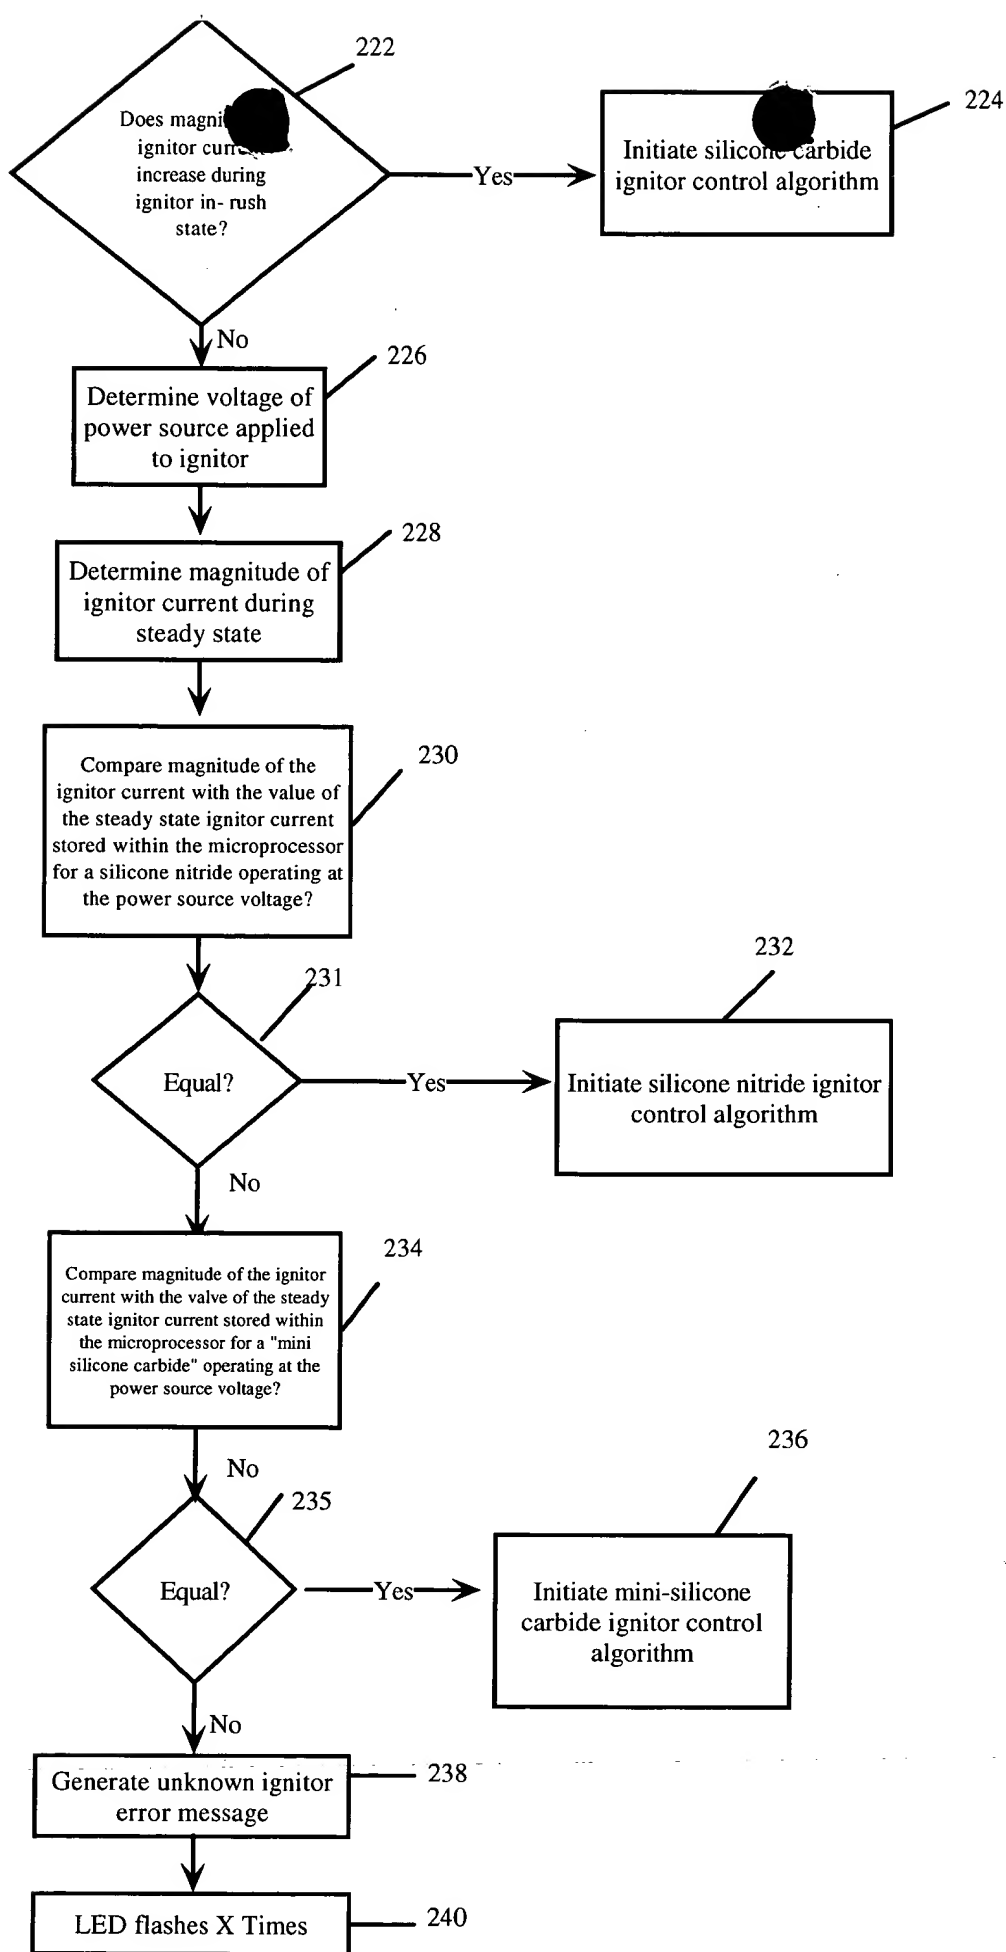 222
Does magni
ignitor curre
increase during
ignitor in- rush
state?
Yes
224
Initiate silicone carbide
ignitor control algorithm
No
226
Determine voltage of
power source applied
to ignitor
228
Determine magnitude of
ignitor current during
steady state
230
Compare magnitude of the
ignitor current with the value of
the steady state ignitor current
stored within the microprocessor
for a silicone nitride operating at
the power source voltage?
231
Equal?
Yes
232
Initiate silicone nitride ignitor
control algorithm
No
234
Compare magnitude of the ignitor
current with the valve of the steady
state ignitor current stored within
the microprocessor for a "mini
silicone carbide" operating at the
power source voltage?
No
235
Equal?
Yes
236
Initiate mini-silicone
carbide ignitor control
algorithm
No
238
Generate unknown ignitor
error message
LED flashes X Times
240